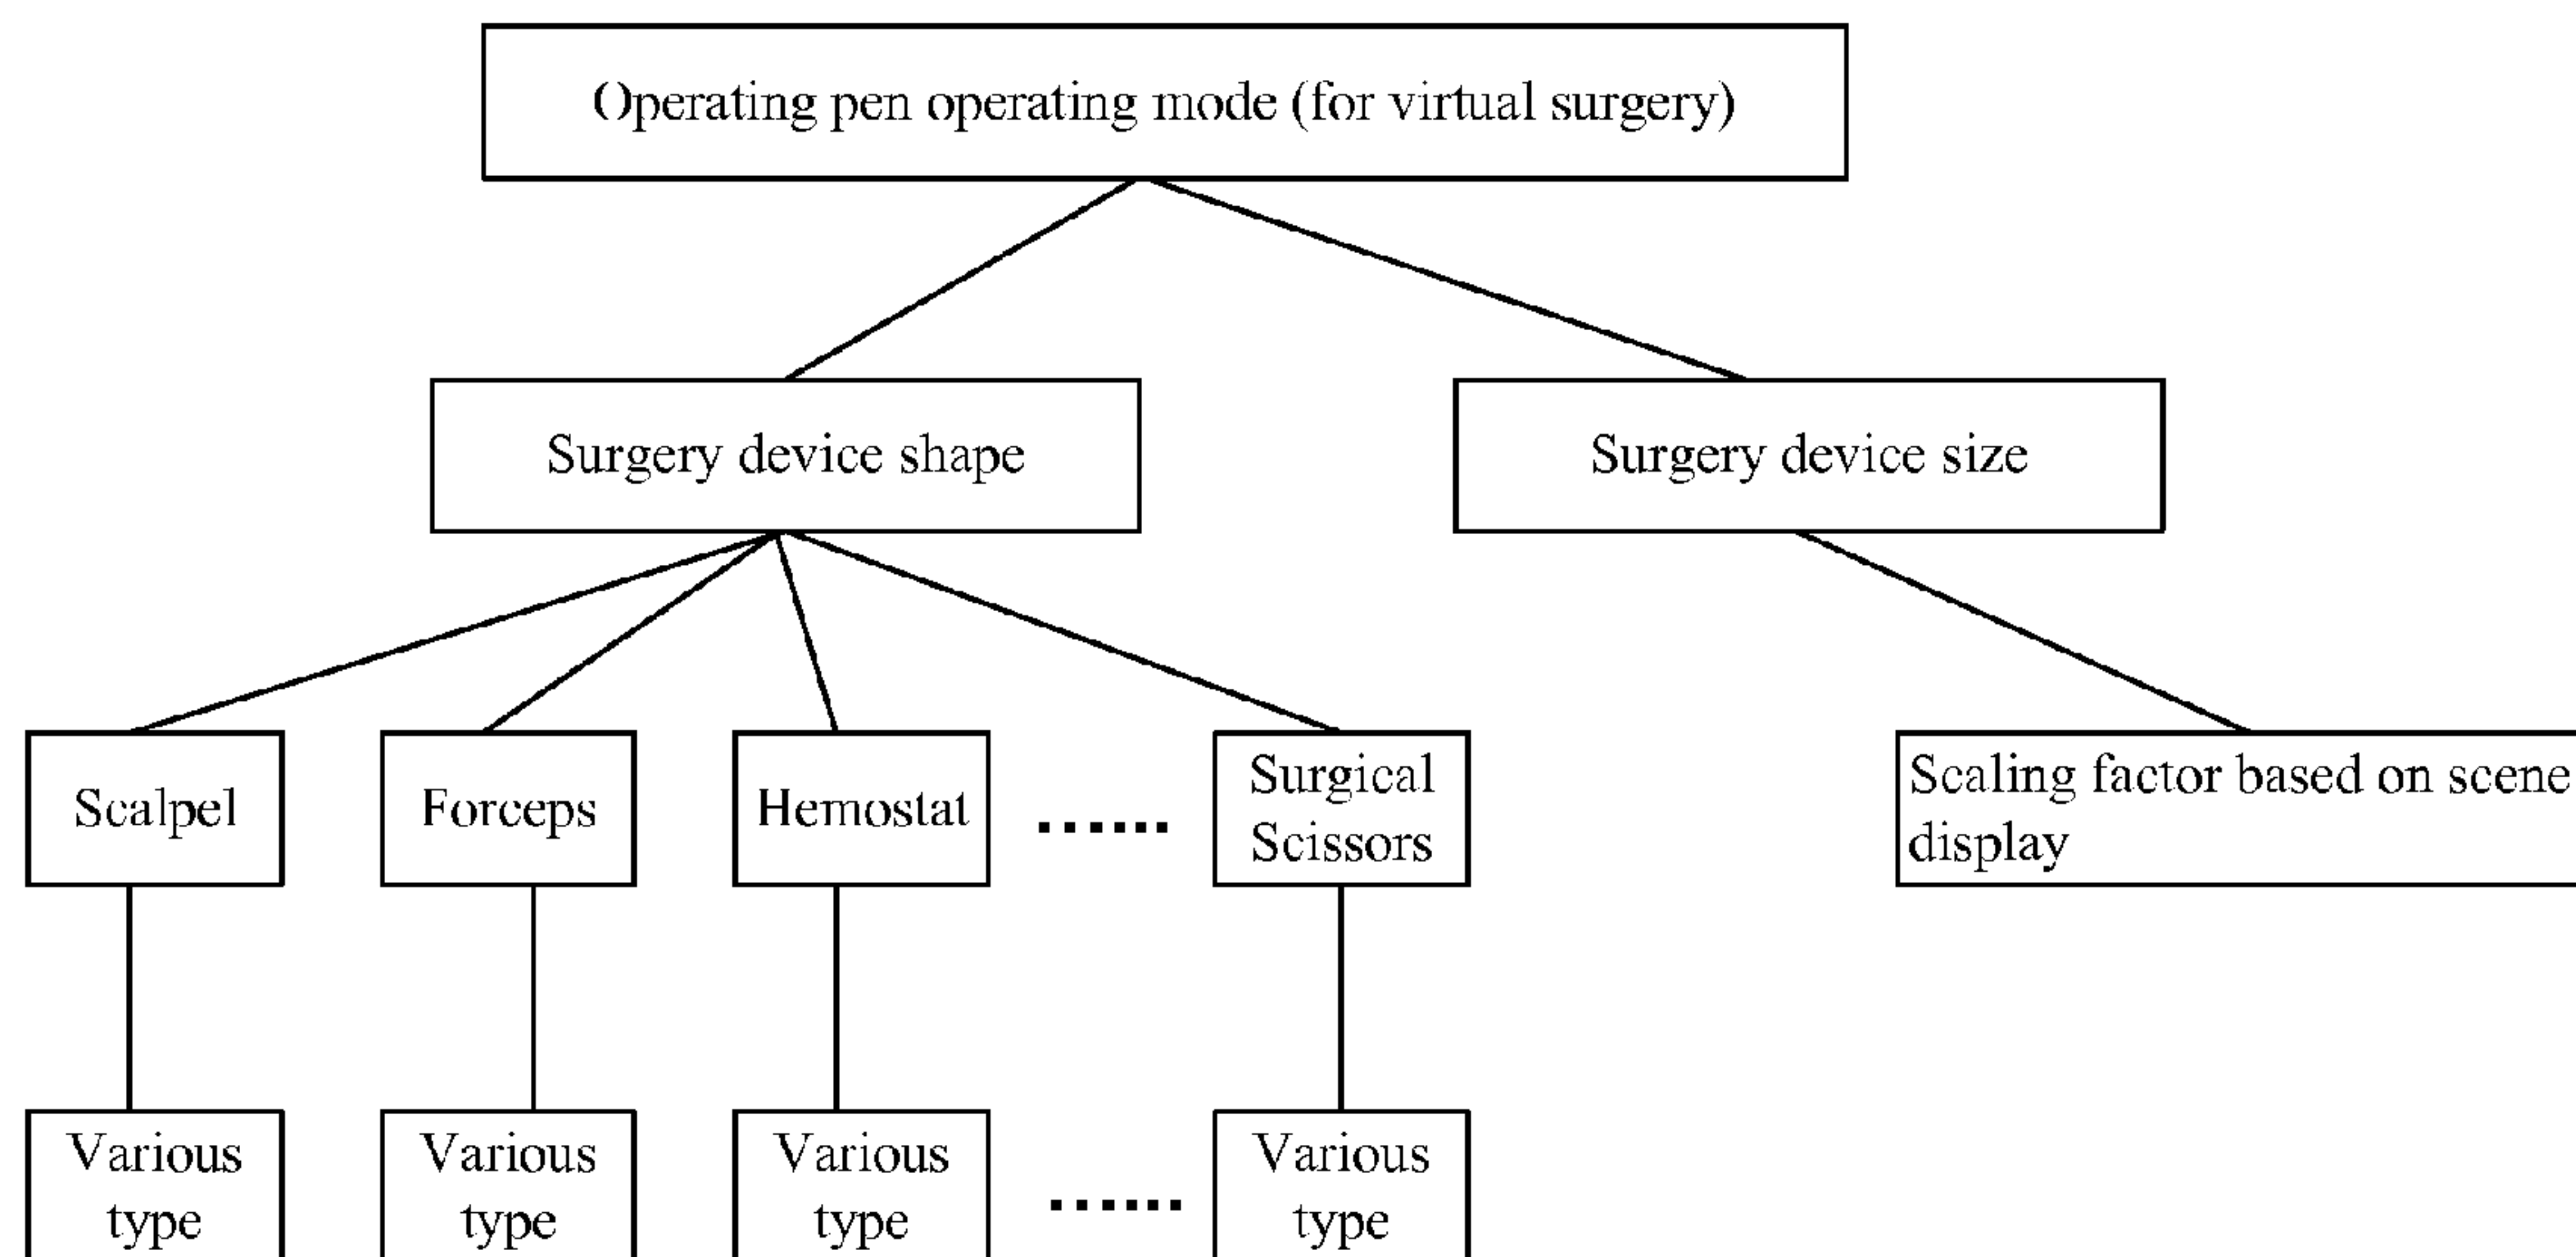 Operating pen operating mode (for virtual surgery)
Surgery device shape
Surgery device size
Scalpel
Forceps
Hemostat
......
Surgical
Scissors
Scaling factor based on scene
display
Various
type
Various
type
Various
type
......
Various
type